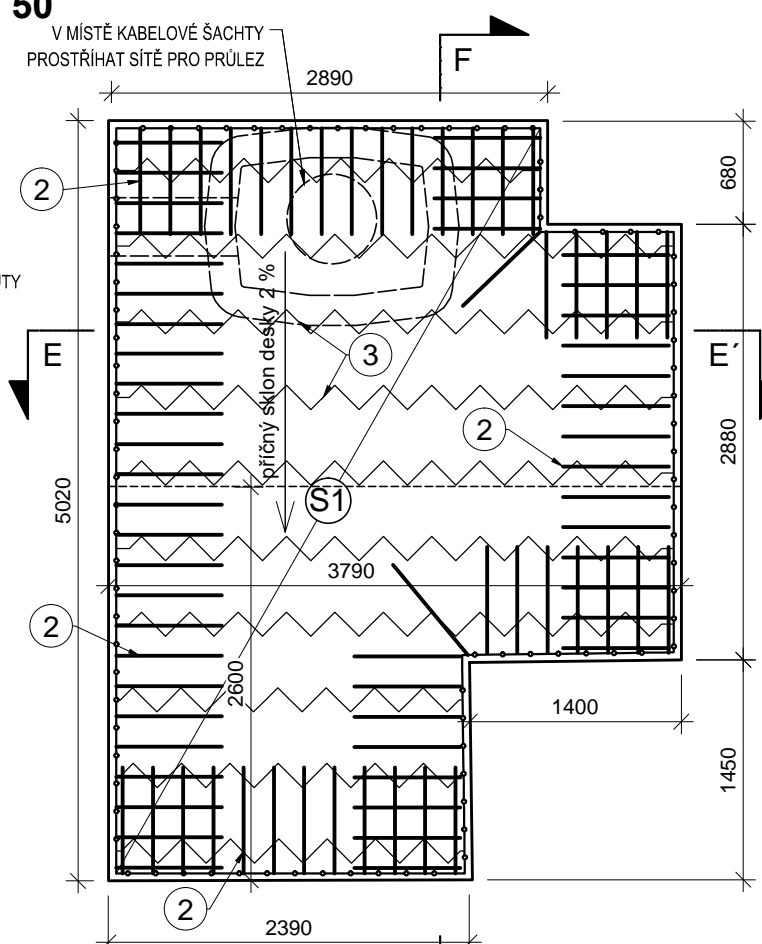 50
V MÍSTĚ KABELOVÉ ŠACHTY
PROSTŘÍHAT SÍTĚ PRO PRŮLEZ
F
2890
2
680
E
E´
příčný sklon desky 2 %
3
2
2880
5020
S1
3790
2
2600
1400
1450
2
2390